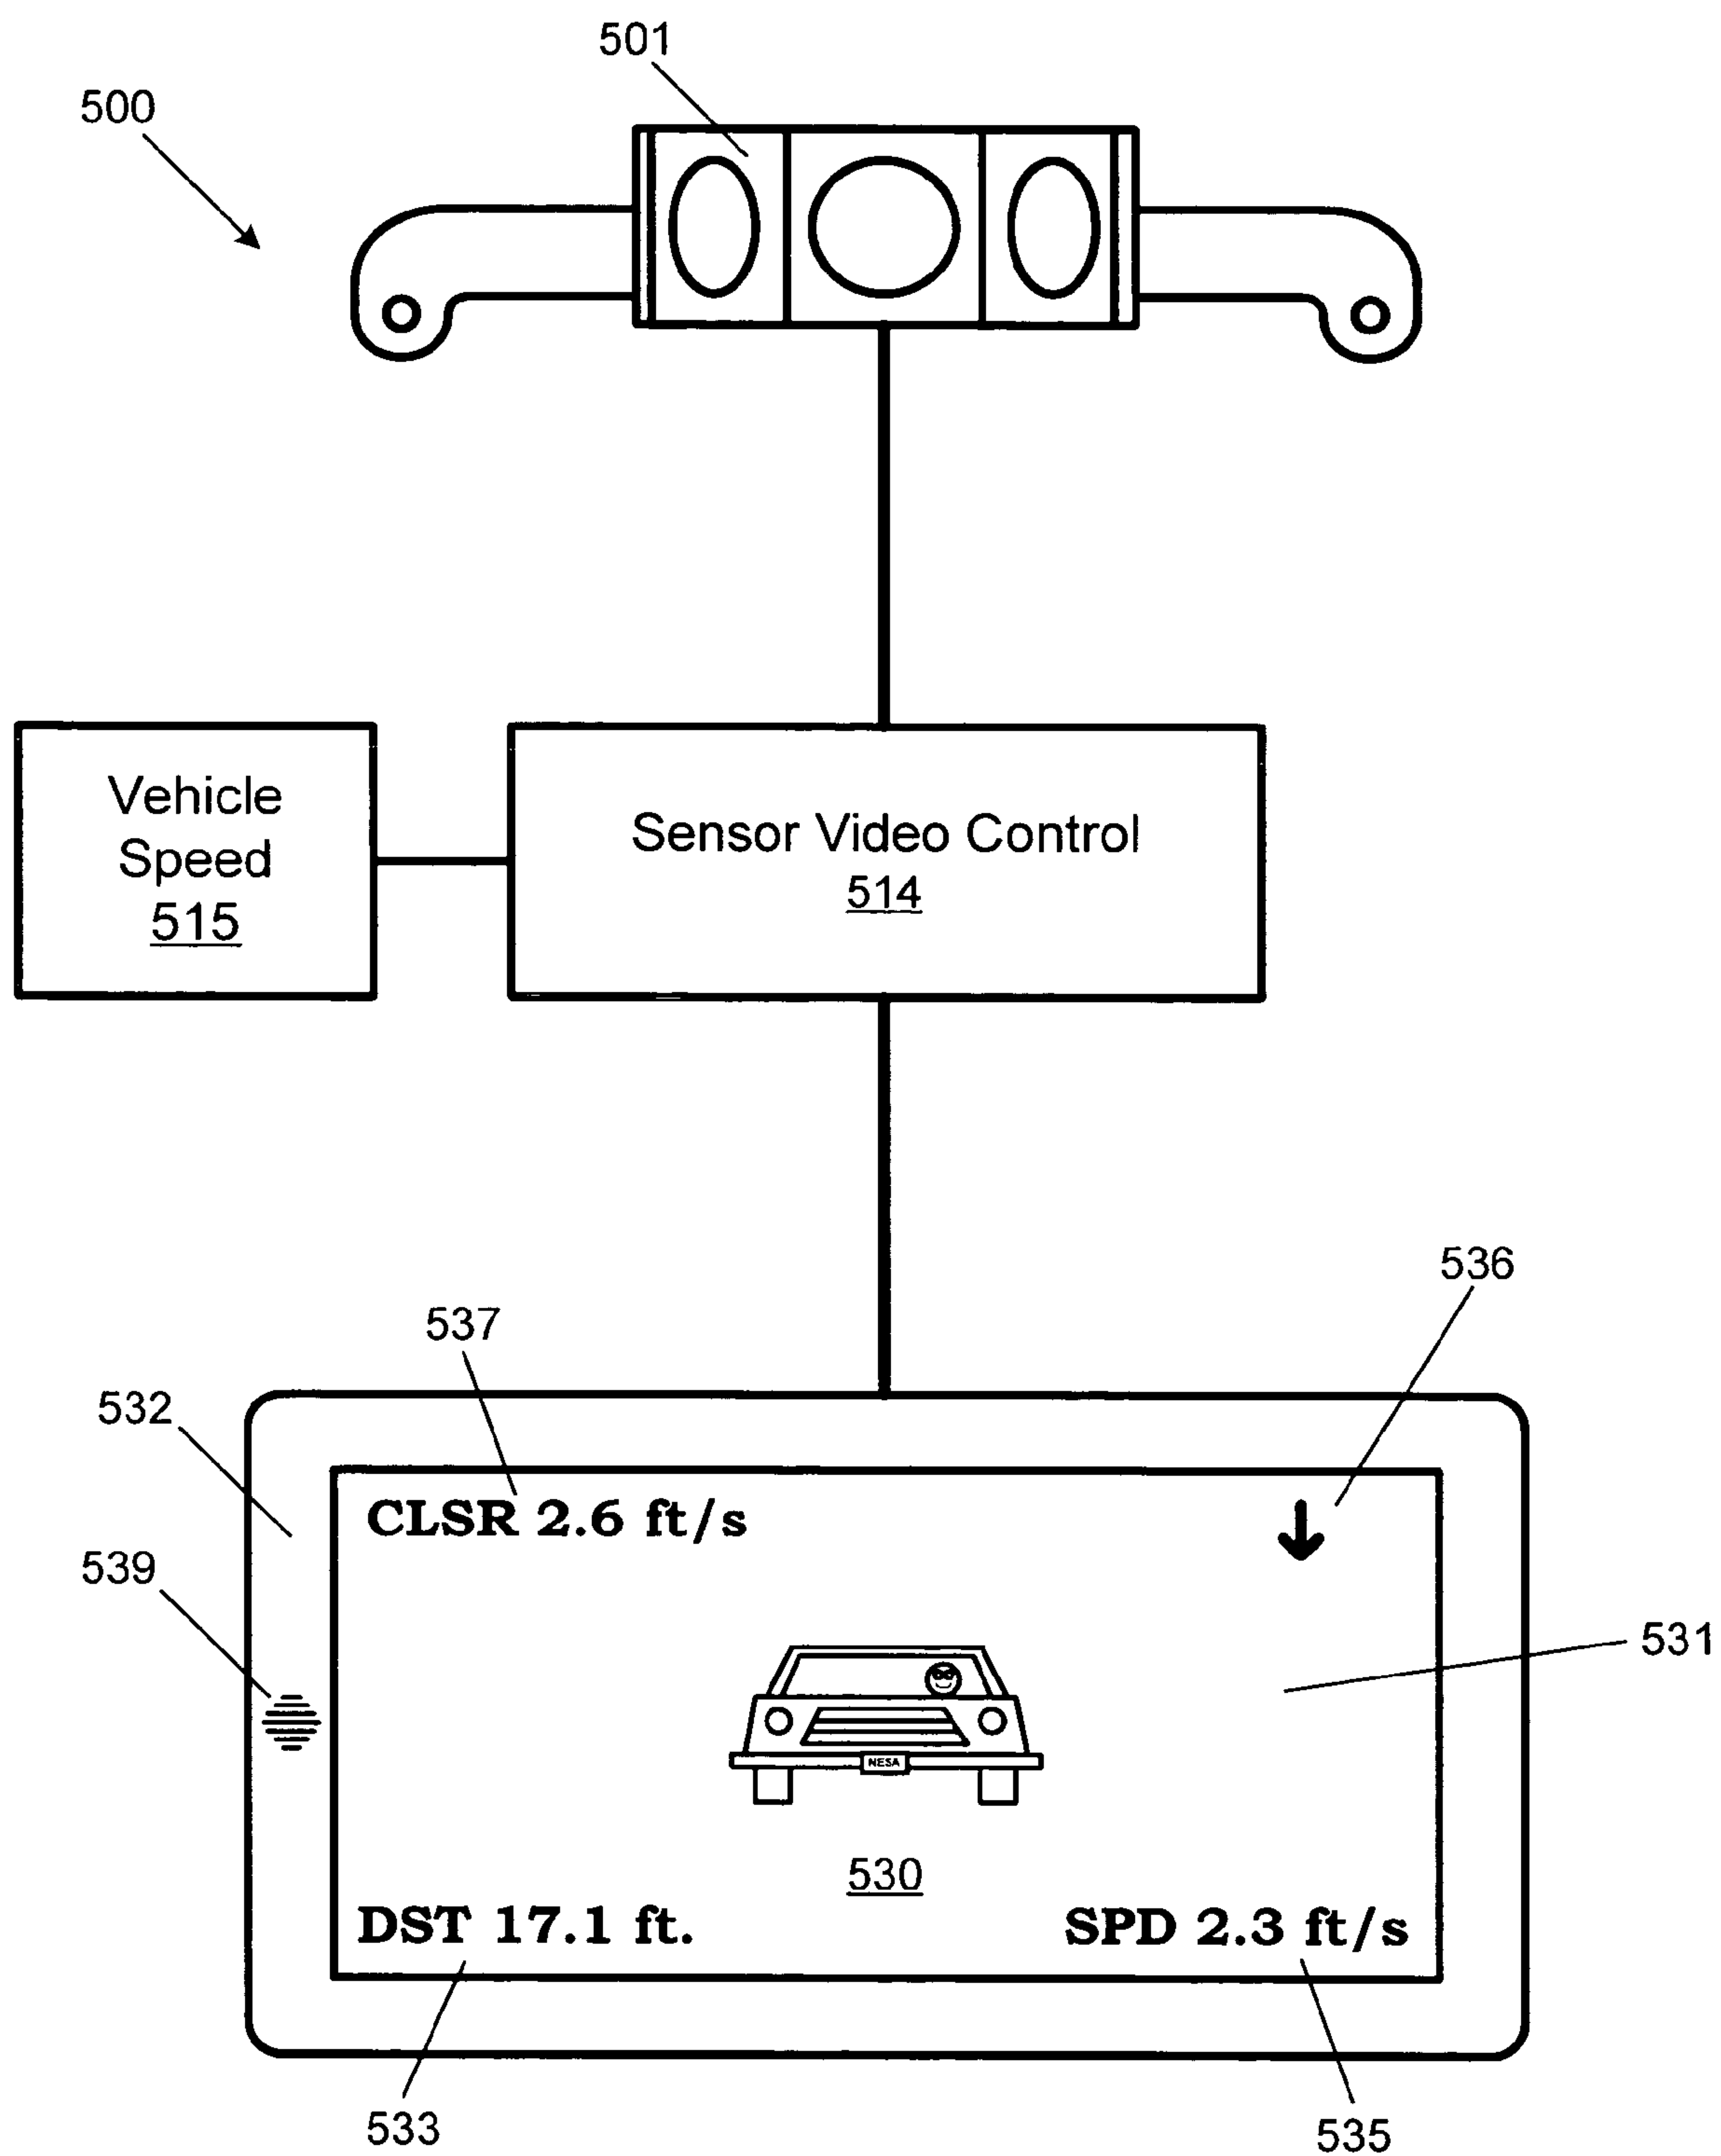 501
500
Vehicle
Speed
515
Sensor Video Control
514
536
537
532
CLSR 2.6 ft/s
539
531
NESA
530
DST 17.1 ft.
SPD 2.3 ft/s
533
535